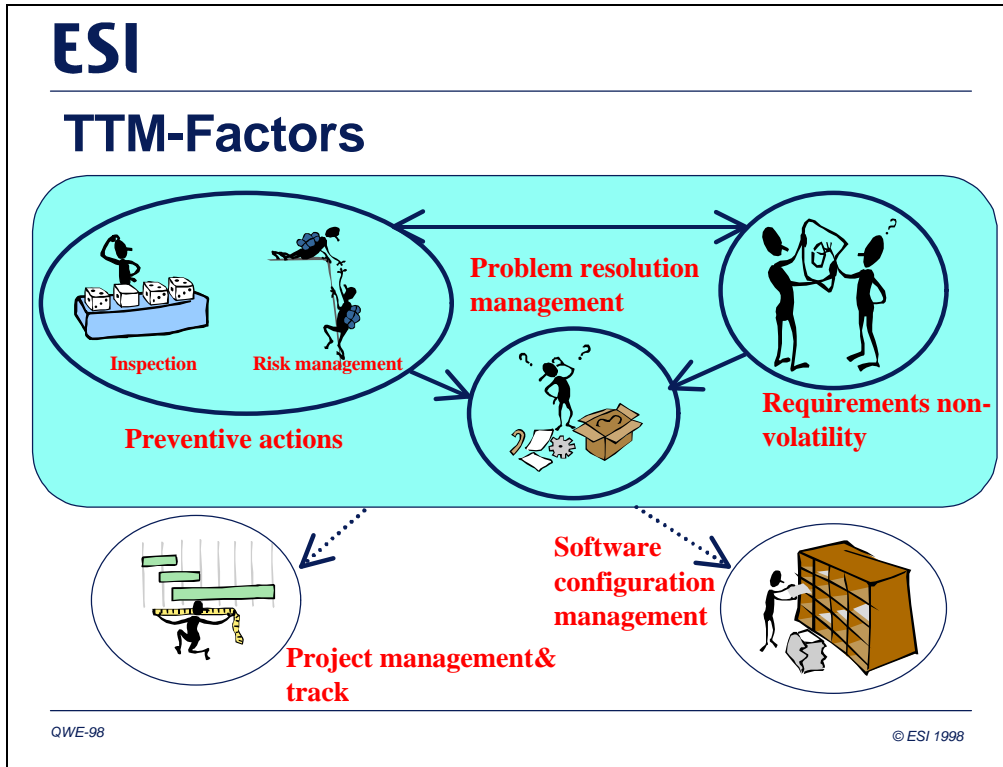 ESI
TTM-Factors
Problem resolution
management
Inspection
Risk management
Preventive actions
Requirements non-
volatility
Software
configuration
management
Project management&
track
QWE-98
© ESI 1998